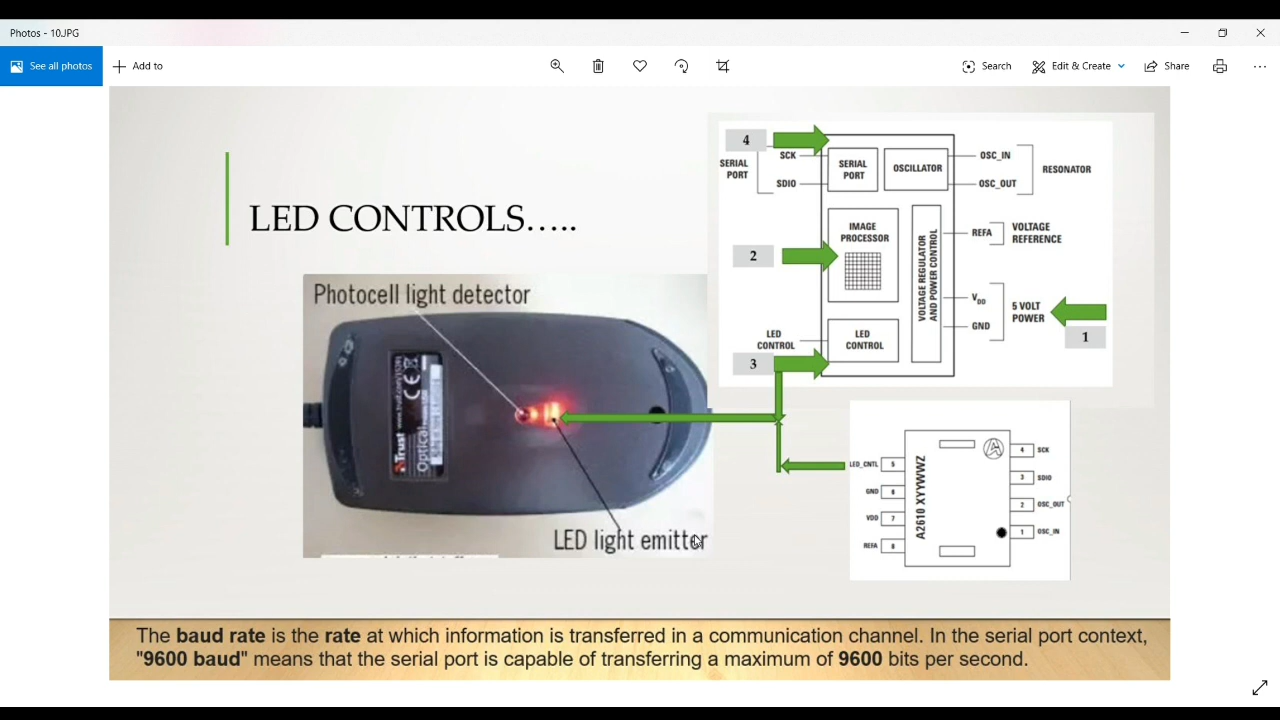 Photos - 10.JPG
See all photos
Add to
Search
Edit & Create
Share
LED CONTROLS…..
Photocell light detector
Trust
Optical
LED light emitter
4
SERIAL PORT
SCK
SDIO
SERIAL PORT
OSCILLATOR
OSC_IN
OSC_OUT
RESONATOR
2
IMAGE PROCESSOR
VOLTAGE REGULATOR AND POWER CONTROL
REFA
VOLTAGE REFERENCE
VDD
GND
5 VOLT POWER
1
LED CONTROL
LED CONTROL
3
LED_CNTL 5
GND 6
VDD 7
REFA 8
A2610 XYYWWZ
4 SCK
3 SDIO
2 OSC_OUT
1 OSC_IN
The baud rate is the rate at which information is transferred in a communication channel. In the serial port context,
"9600 baud" means that the serial port is capable of transferring a maximum of 9600 bits per second.